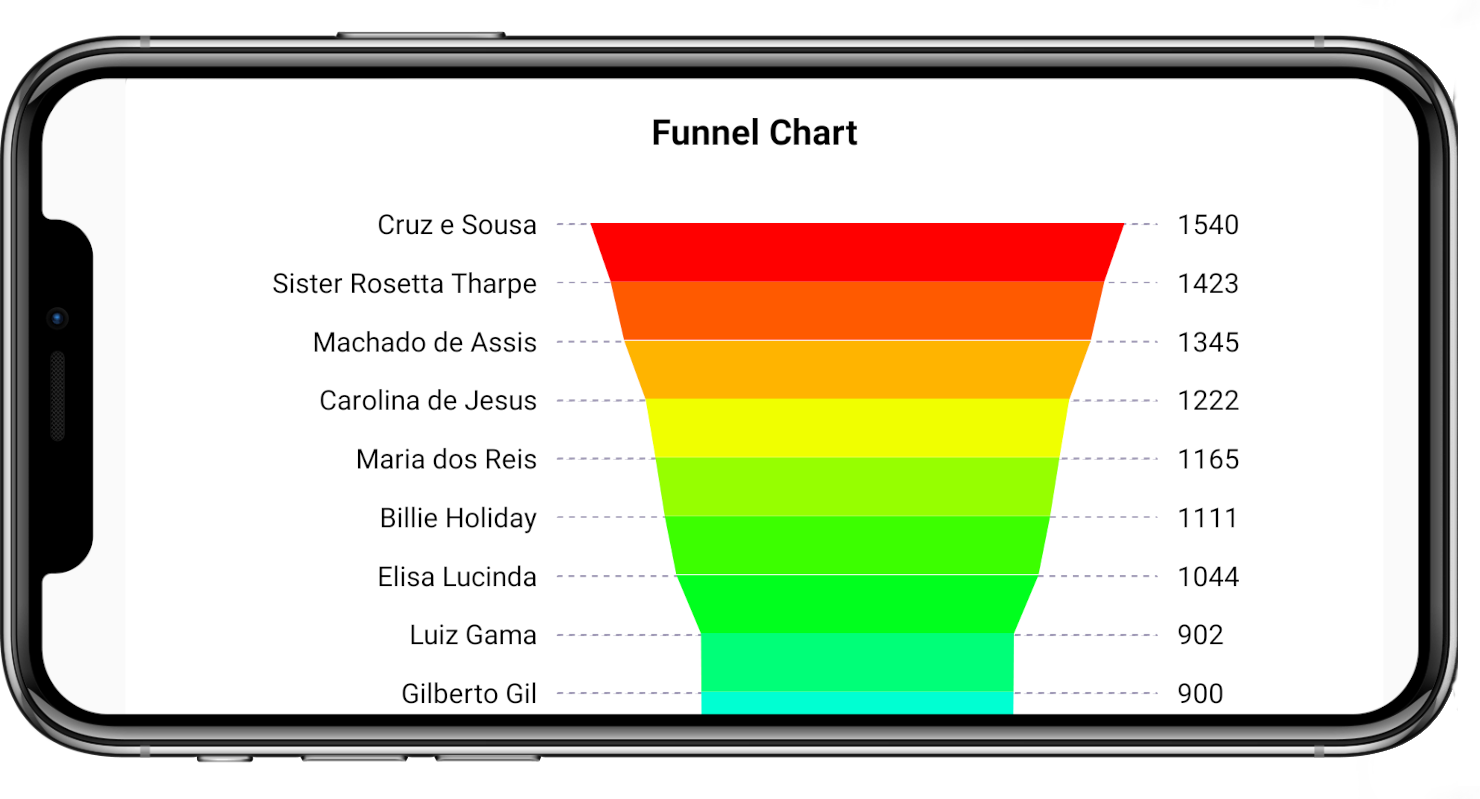 Funnel Chart
Cruz e Sousa 1540
Sister Rosetta Tharpe 1423
Machado de Assis 1345
Carolina de Jesus 1222
Maria dos Reis 1165
Billie Holiday 1111
Elisa Lucinda 1044
Luiz Gama 902
Gilberto Gil 900